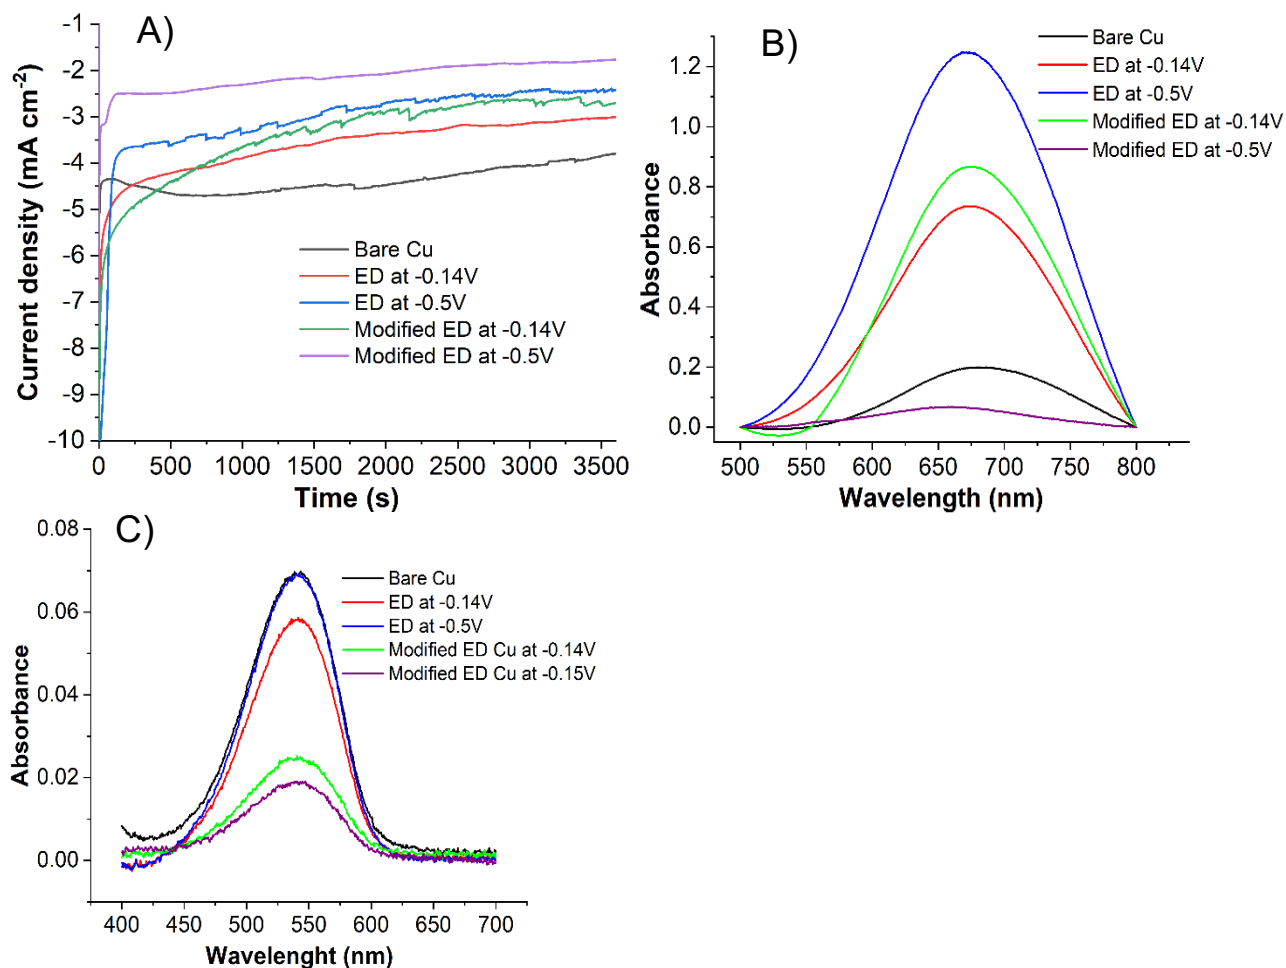 A)
-1
-2
-3
-4
-5
-6
-7
-8
-9
-10
Current density (mA cm-2)
0 500 1000 1500 2000 2500 3000 3500
Time (s)
Bare Cu
ED at -0.14V
ED at -0.5V
Modified ED at -0.14V
Modified ED at -0.5V
B)
1.2
1.0
0.8
0.6
0.4
0.2
0.0
Absorbance
500 550 600 650 700 750 800
Wavelength (nm)
Bare Cu
ED at -0.14V
ED at -0.5V
Modified ED at -0.14V
Modified ED at -0.5V
C)
0.08
0.06
0.04
0.02
0.00
Absorbance
400 450 500 550 600 650 700
Wavelenght (nm)
Bare Cu
ED at -0.14V
ED at -0.5V
Modified ED Cu at -0.14V
Modified ED Cu at -0.15V